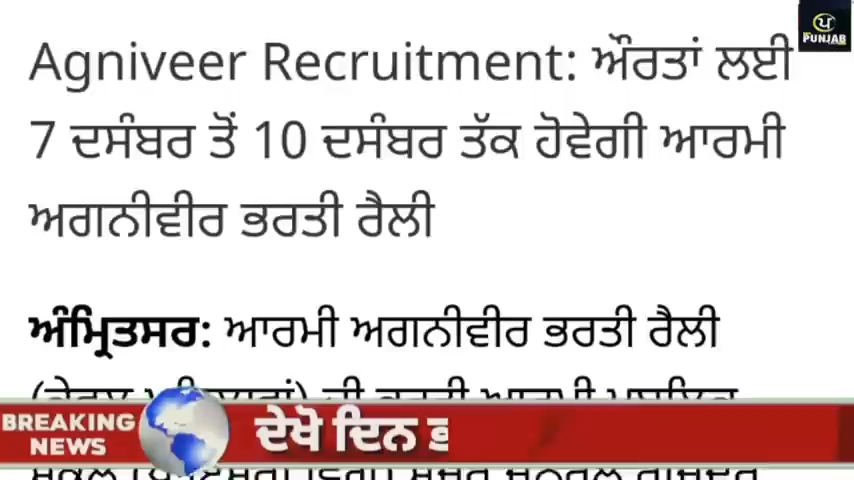 ਪੰ
PUNJAB
Agniveer Recruitment: ਔਰਤਾਂ ਲਈ
7 ਦਸੰਬਰ ਤੋਂ 10 ਦਸੰਬਰ ਤੱਕ ਹੋਵੇਗੀ ਆਰਮੀ
ਅਗਨੀਵੀਰ ਭਰਤੀ ਰੈਲੀ
ਅੰਮ੍ਰਿਤਸਰ: ਆਰਮੀ ਅਗਨੀਵੀਰ ਭਰਤੀ ਰੈਲੀ
BREAKING
NEWS
ਦੇਖੋ ਦਿਨ